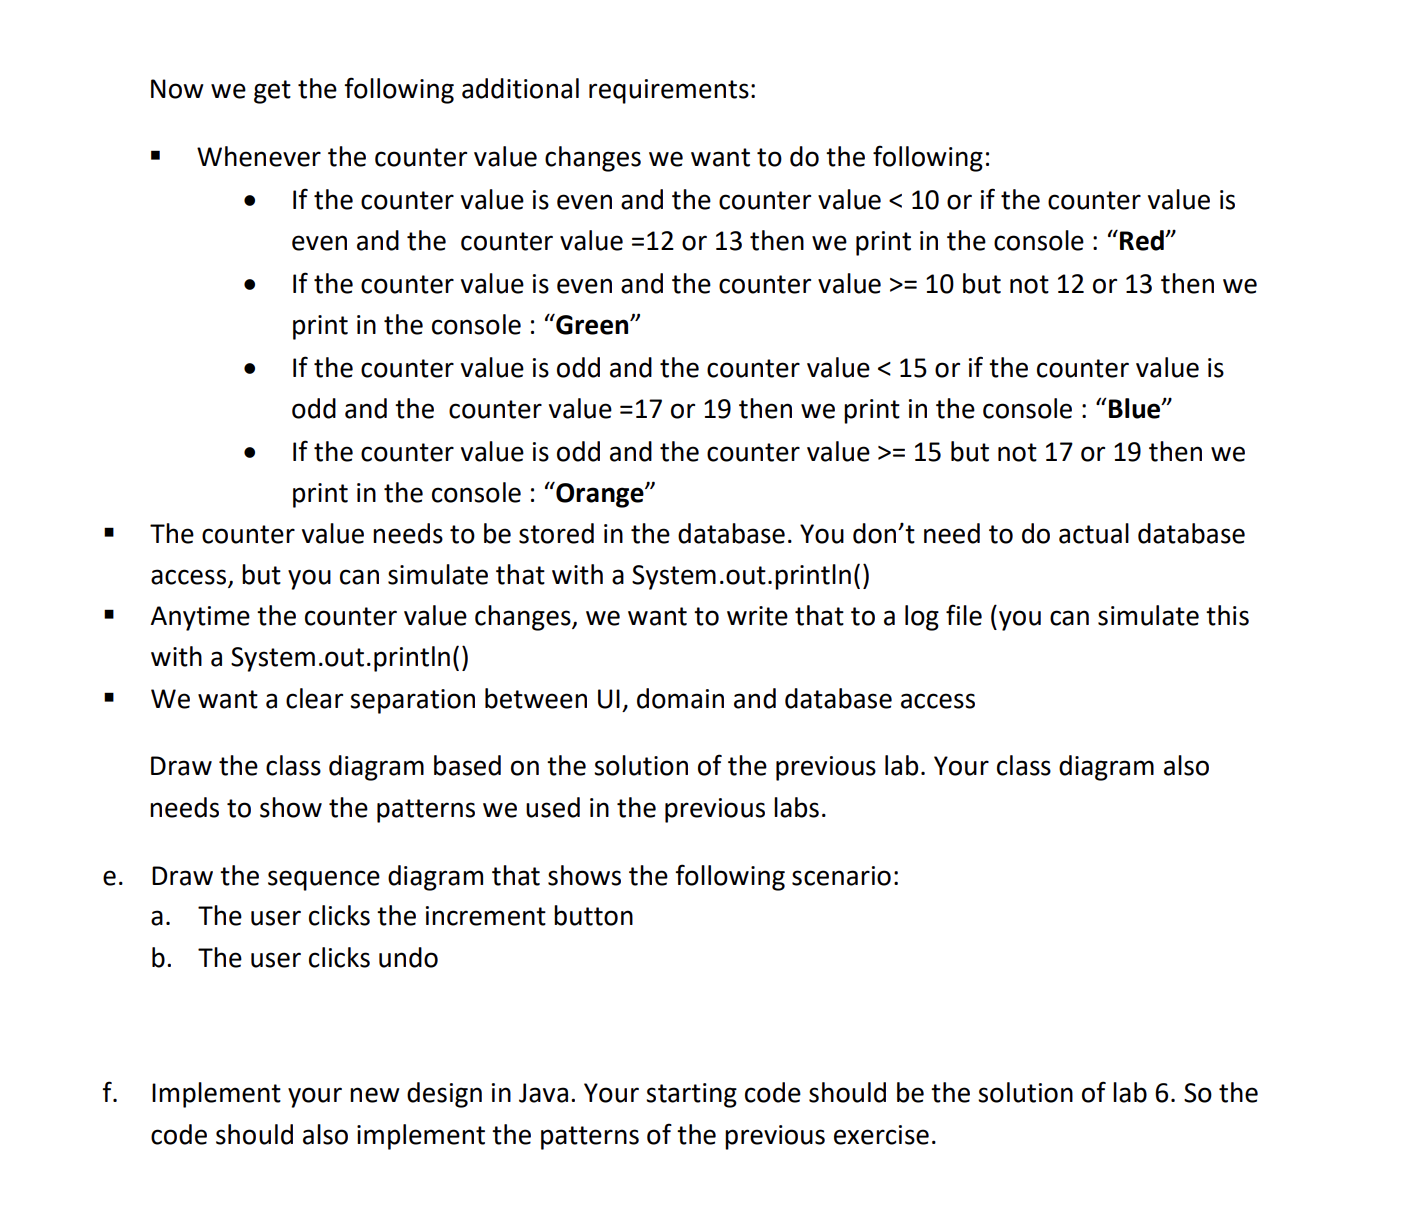 Now we get the following additional requirements:
▪ Whenever the counter value changes we want to do the following:
• If the counter value is even and the counter value < 10 or if the counter value is
even and the  counter value =12 or 13 then we print in the console : “Red”
• If the counter value is even and the counter value >= 10 but not 12 or 13 then we
print in the console : “Green”
• If the counter value is odd and the counter value < 15 or if the counter value is
odd and the  counter value =17 or 19 then we print in the console : “Blue”
• If the counter value is odd and the counter value >= 15 but not 17 or 19 then we
print in the console : “Orange”
▪ The counter value needs to be stored in the database. You don’t need to do actual database
access, but you can simulate that with a System.out.println()
▪ Anytime the counter value changes, we want to write that to a log file (you can simulate this
with a System.out.println()
▪ We want a clear separation between UI, domain and database access
Draw the class diagram based on the solution of the previous lab. Your class diagram also
needs to show the patterns we used in the previous labs.
e. Draw the sequence diagram that shows the following scenario:
a. The user clicks the increment button
b. The user clicks undo
f. Implement your new design in Java. Your starting code should be the solution of lab 6. So the
code should also implement the patterns of the previous exercise.